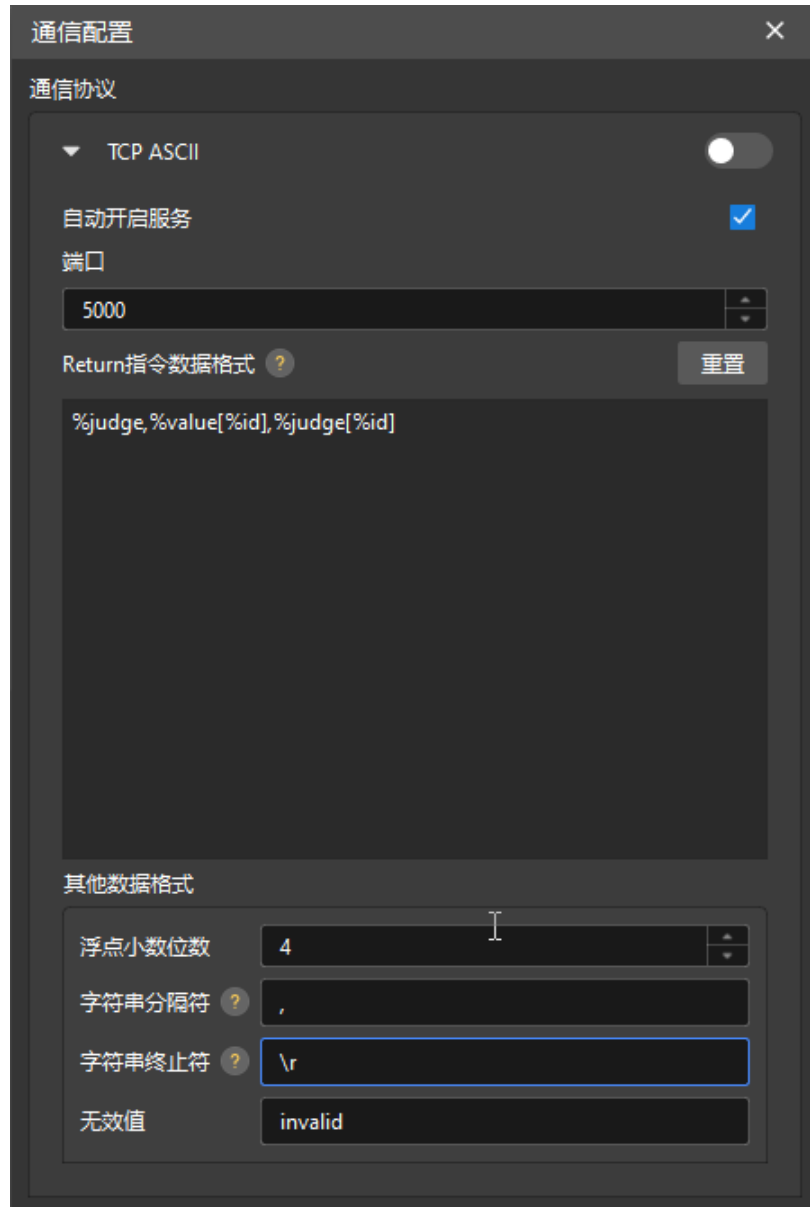 通信配置
通信协议
TCP ASCII
自动开启服务
端口
5000
Return指令数据格式 ? 重置
%judge,%value[%id],%judge[%id]
其他数据格式
浮点小数位数 4
字符串分隔符 ? ,
字符串终止符 ? \r
无效值 invalid